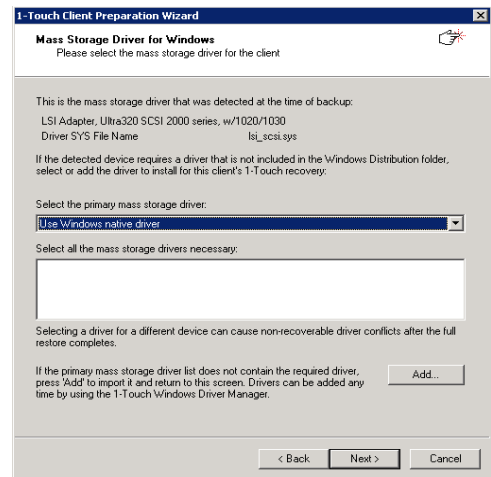 1-Touch Client Preparation Wizard
Mass Storage Driver for Windows
Please select the mass storage driver for the client
This is the mass storage driver that was detected at the time of backup:
LSI Adapter, Ultra320 SCSI 2000 series, w/1020/1030
Driver SYS File Name lsi_scsi.sys
If the detected device requires a driver that is not included in the Windows Distribution folder,
select or add the driver to install for this client's 1-Touch recovery:
Select the primary mass storage driver:
Use Windows native driver
Select all the mass storage drivers necessary:
Selecting a driver for a different device can cause non-recoverable driver conflicts after the full
restore completes.
If the primary mass storage driver list does not contain the required driver,
press 'Add' to import it and return to this screen. Drivers can be added any
time by using the 1-Touch Windows Driver Manager.
Add...
< Back Next > Cancel